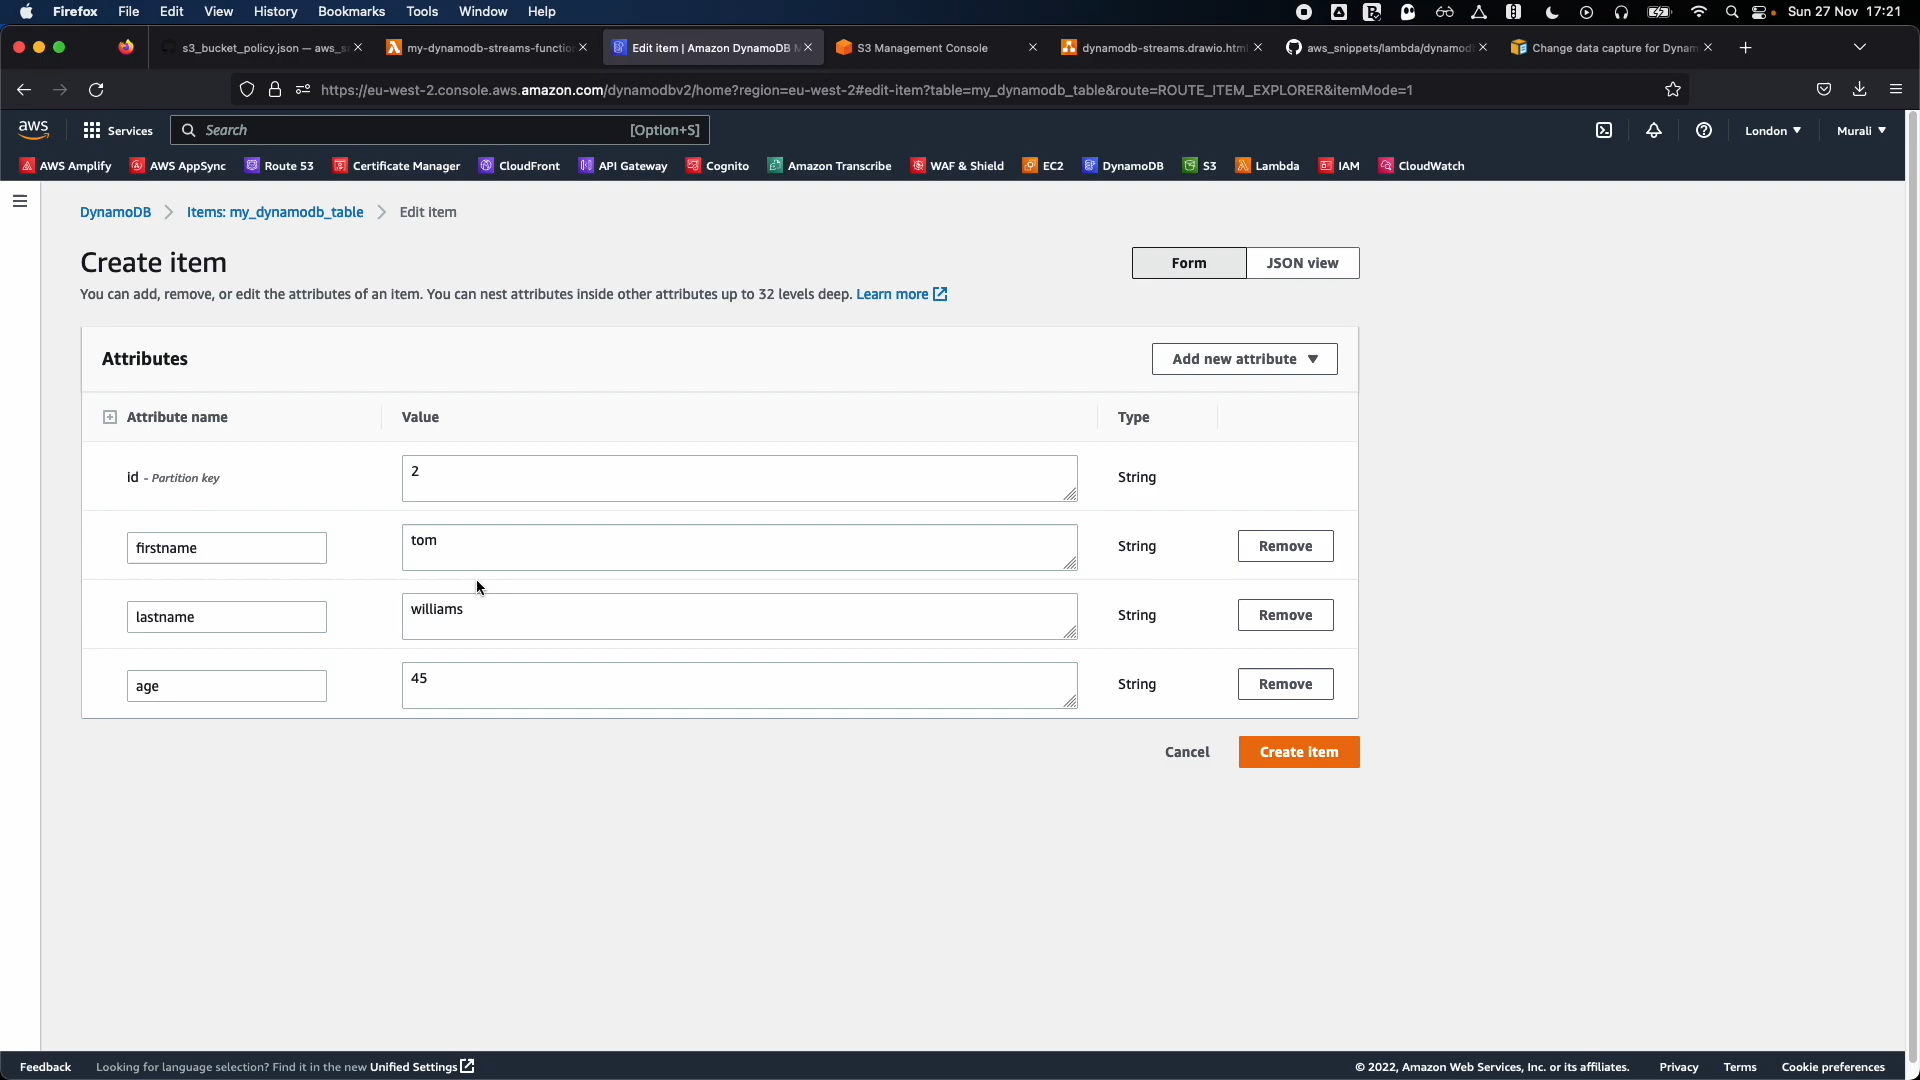 Firefox File Edit View History Bookmarks Tools Window Help Sun 27 Nov 17:21
s3_bucket_policy.json — aws_s my-dynamodb-streams-functio Edit item | Amazon DynamoDB M S3 Management Console dynamodb-streams.drawio.html aws_snippets/lambda/dynamod Change data capture for Dynam
https://eu-west-2.console.aws.amazon.com/dynamodbv2/home?region=eu-west-2#edit-item?table=my_dynamodb_table&route=ROUTE_ITEM_EXPLORER&itemMode=1
aws Services Search [Option+S] London Murali
AWS Amplify AWS AppSync Route 53 Certificate Manager CloudFront API Gateway Cognito Amazon Transcribe WAF & Shield EC2 DynamoDB S3 Lambda IAM CloudWatch
DynamoDB Items: my_dynamodb_table Edit item
Create item Form JSON view
You can add, remove, or edit the attributes of an item. You can nest attributes inside other attributes up to 32 levels deep. Learn more
Attributes Add new attribute
Attribute name Value Type
id - Partition key 2 String
firstname tom String Remove
lastname williams String Remove
age 45 String Remove
Cancel Create item
Feedback Looking for language selection? Find it in the new Unified Settings © 2022, Amazon Web Services, Inc. or its affiliates. Privacy Terms Cookie preferences